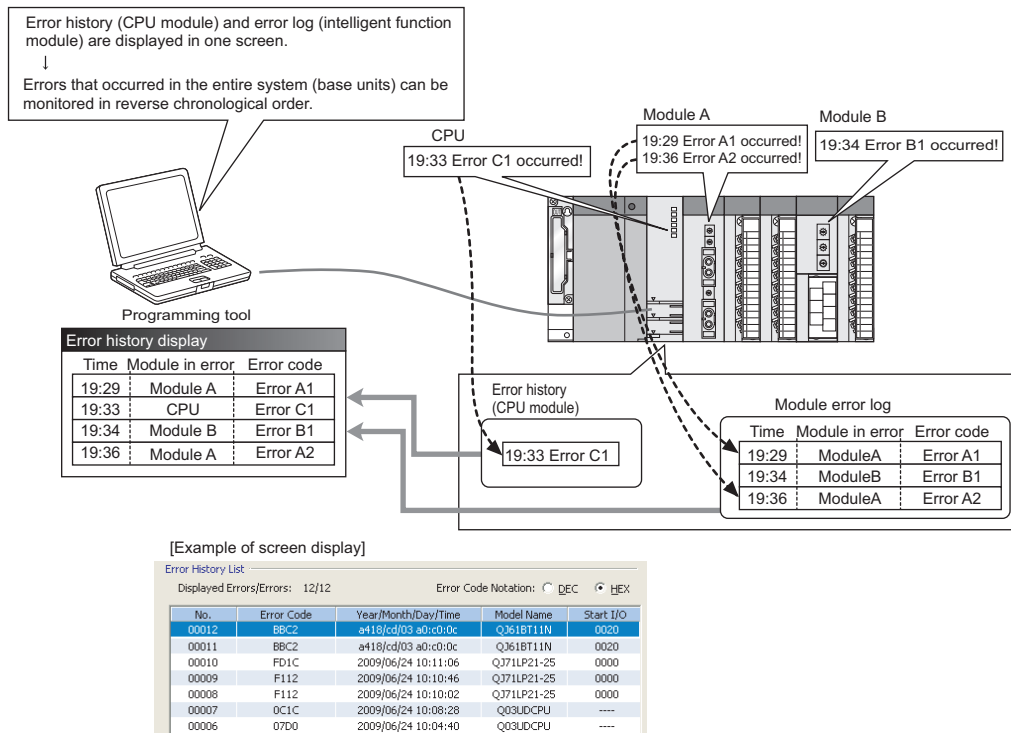 Error history (CPU module) and error log (intelligent function
module) are displayed in one screen.
↓
Errors that occurred in the entire system (base units) can be
monitored in reverse chronological order.
CPU
19:33 Error C1 occurred!
Module A
19:29 Error A1 occurred!
19:36 Error A2 occurred!
Module B
19:34 Error B1 occurred!
Programming tool
Error history display
Time Module in error Error code
19:29 Module A Error A1
19:33 CPU Error C1
19:34 Module B Error B1
19:36 Module A Error A2
Error history
(CPU module)
19:33 Error C1
Module error log
Time Module in error Error code
19:29 ModuleA Error A1
19:34 ModuleB Error B1
19:36 ModuleA Error A2
[Example of screen display]
Error History List
Displayed Errors/Errors: 12/12 Error Code Notation: DEC HEX
No. Error Code Year/Month/Day/Time Model Name Start I/O
00012 BBC2 a418/cd/03 a0:c0:0c QJ61BT11N 0020
00011 BBC2 a418/cd/03 a0:c0:0c QJ61BT11N 0020
00010 FD1C 2009/06/24 10:11:06 QJ71LP21-25 0000
00009 F112 2009/06/24 10:10:46 QJ71LP21-25 0000
00008 F112 2009/06/24 10:10:02 QJ71LP21-25 0000
00007 0C1C 2009/06/24 10:08:28 Q03UDCPU ----
00006 07D0 2009/06/24 10:04:40 Q03UDCPU ----